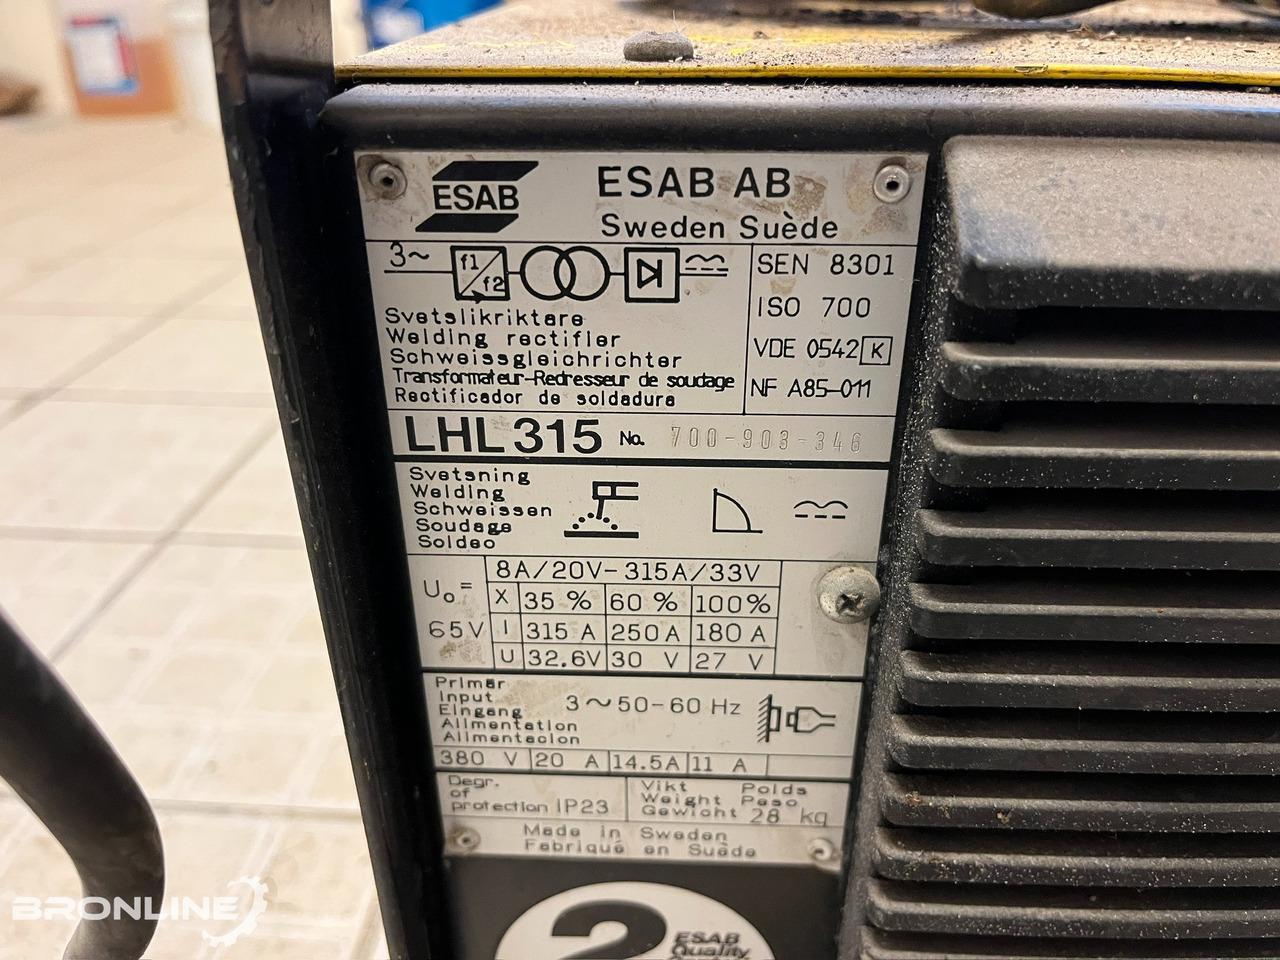 ESAB
ESAB AB
Sweden Suède
3~
f1
f2
Svetslikriktare
Welding rectifier
Schweissgleichrichter
Transformateur-Redresseur de soudage
Rectificador de soldadura
SEN 8301
ISO 700
VDE 0542 K
NF A85-011
LHL 315 No. 700-903-346
Svetsning
Welding
Schweissen
Soudage
Soldeo
U₀= 65V
8A/20V-315A/33V
X 35 % 60 % 100%
I 315 A 250A 180 A
U 32.6V 30 V 27 V
Primär
Input
Eingang
Alimentation
Alimentacion
3~50-60 Hz
380 V 20 A 14.5A 11 A
Degr.
of
protection IP23
Vikt Poids
Weight Peso
Gewicht 28 kg
Made in Sweden
Fabriqué en Suède
2
ESAB
Quality
BRONLINE